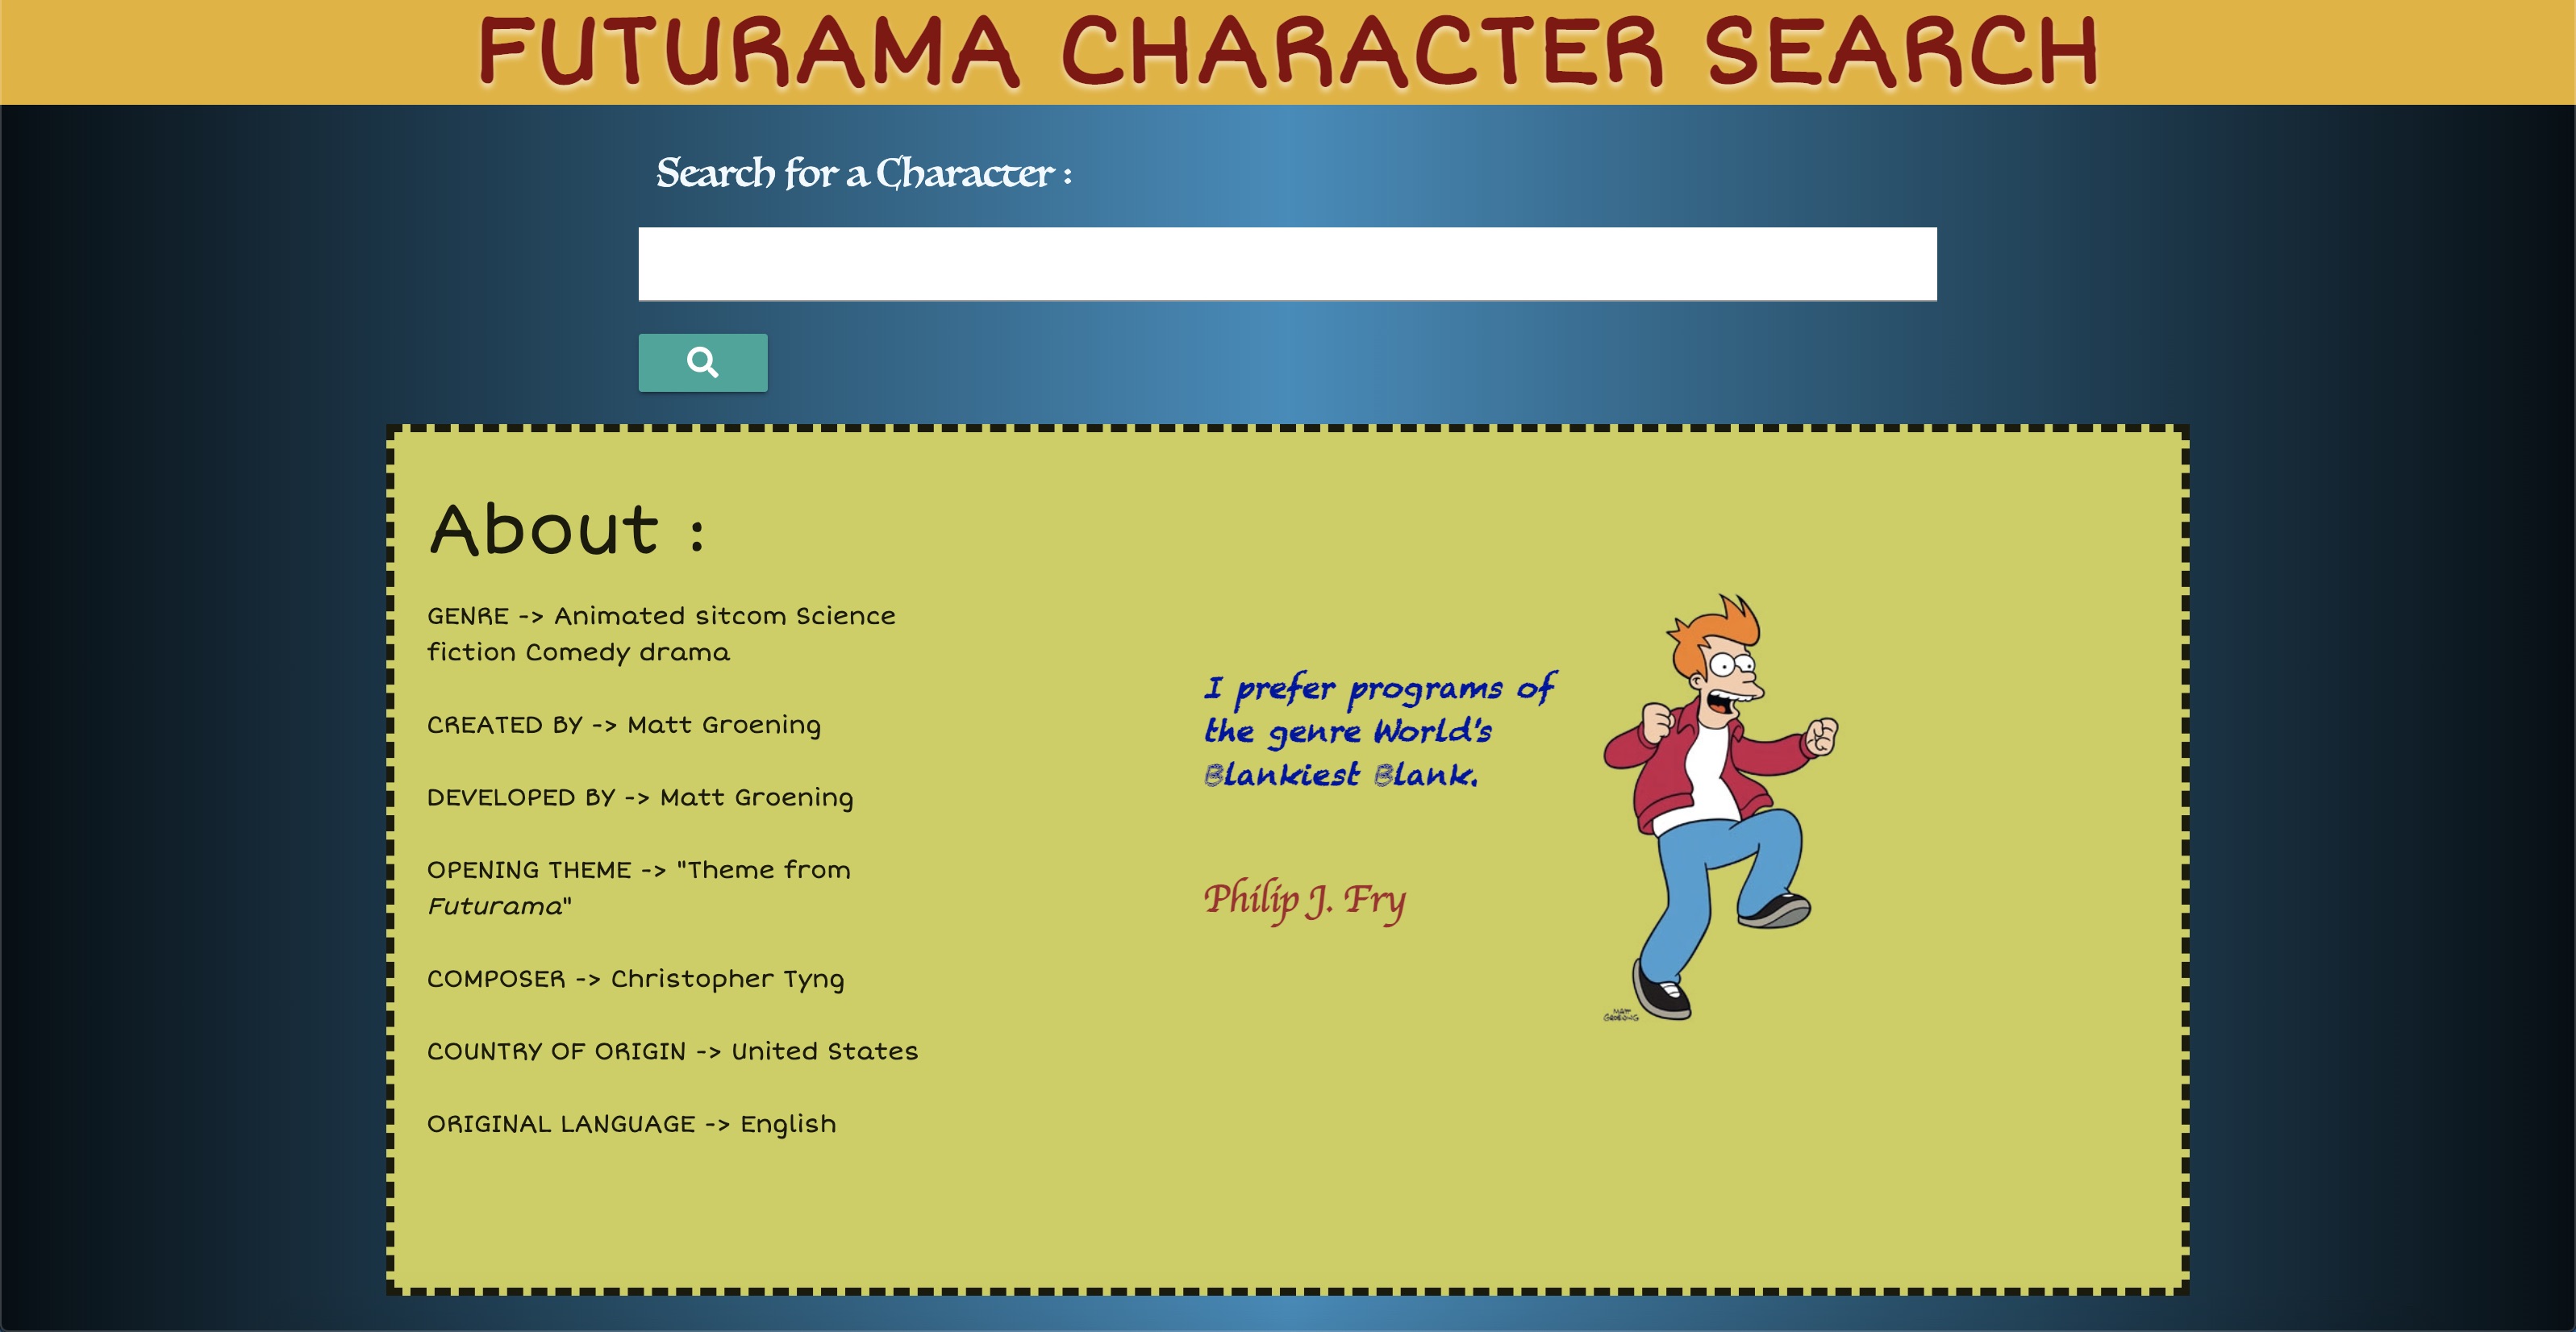 FUTURAMA CHARACTER SEARCH
Search for a Character :
About :
GENRE -> Animated sitcom Science
fiction Comedy drama
CREATED BY -> Matt Groening
DEVELOPED BY -> Matt Groening
OPENING THEME -> "Theme from
Futurama"
COMPOSER -> Christopher Tyng
COUNTRY OF ORIGIN -> United States
ORIGINAL LANGUAGE -> English
I prefer programs of
the genre World's
Blankiest Blank.
Philip J. Fry
MATT
GROENING